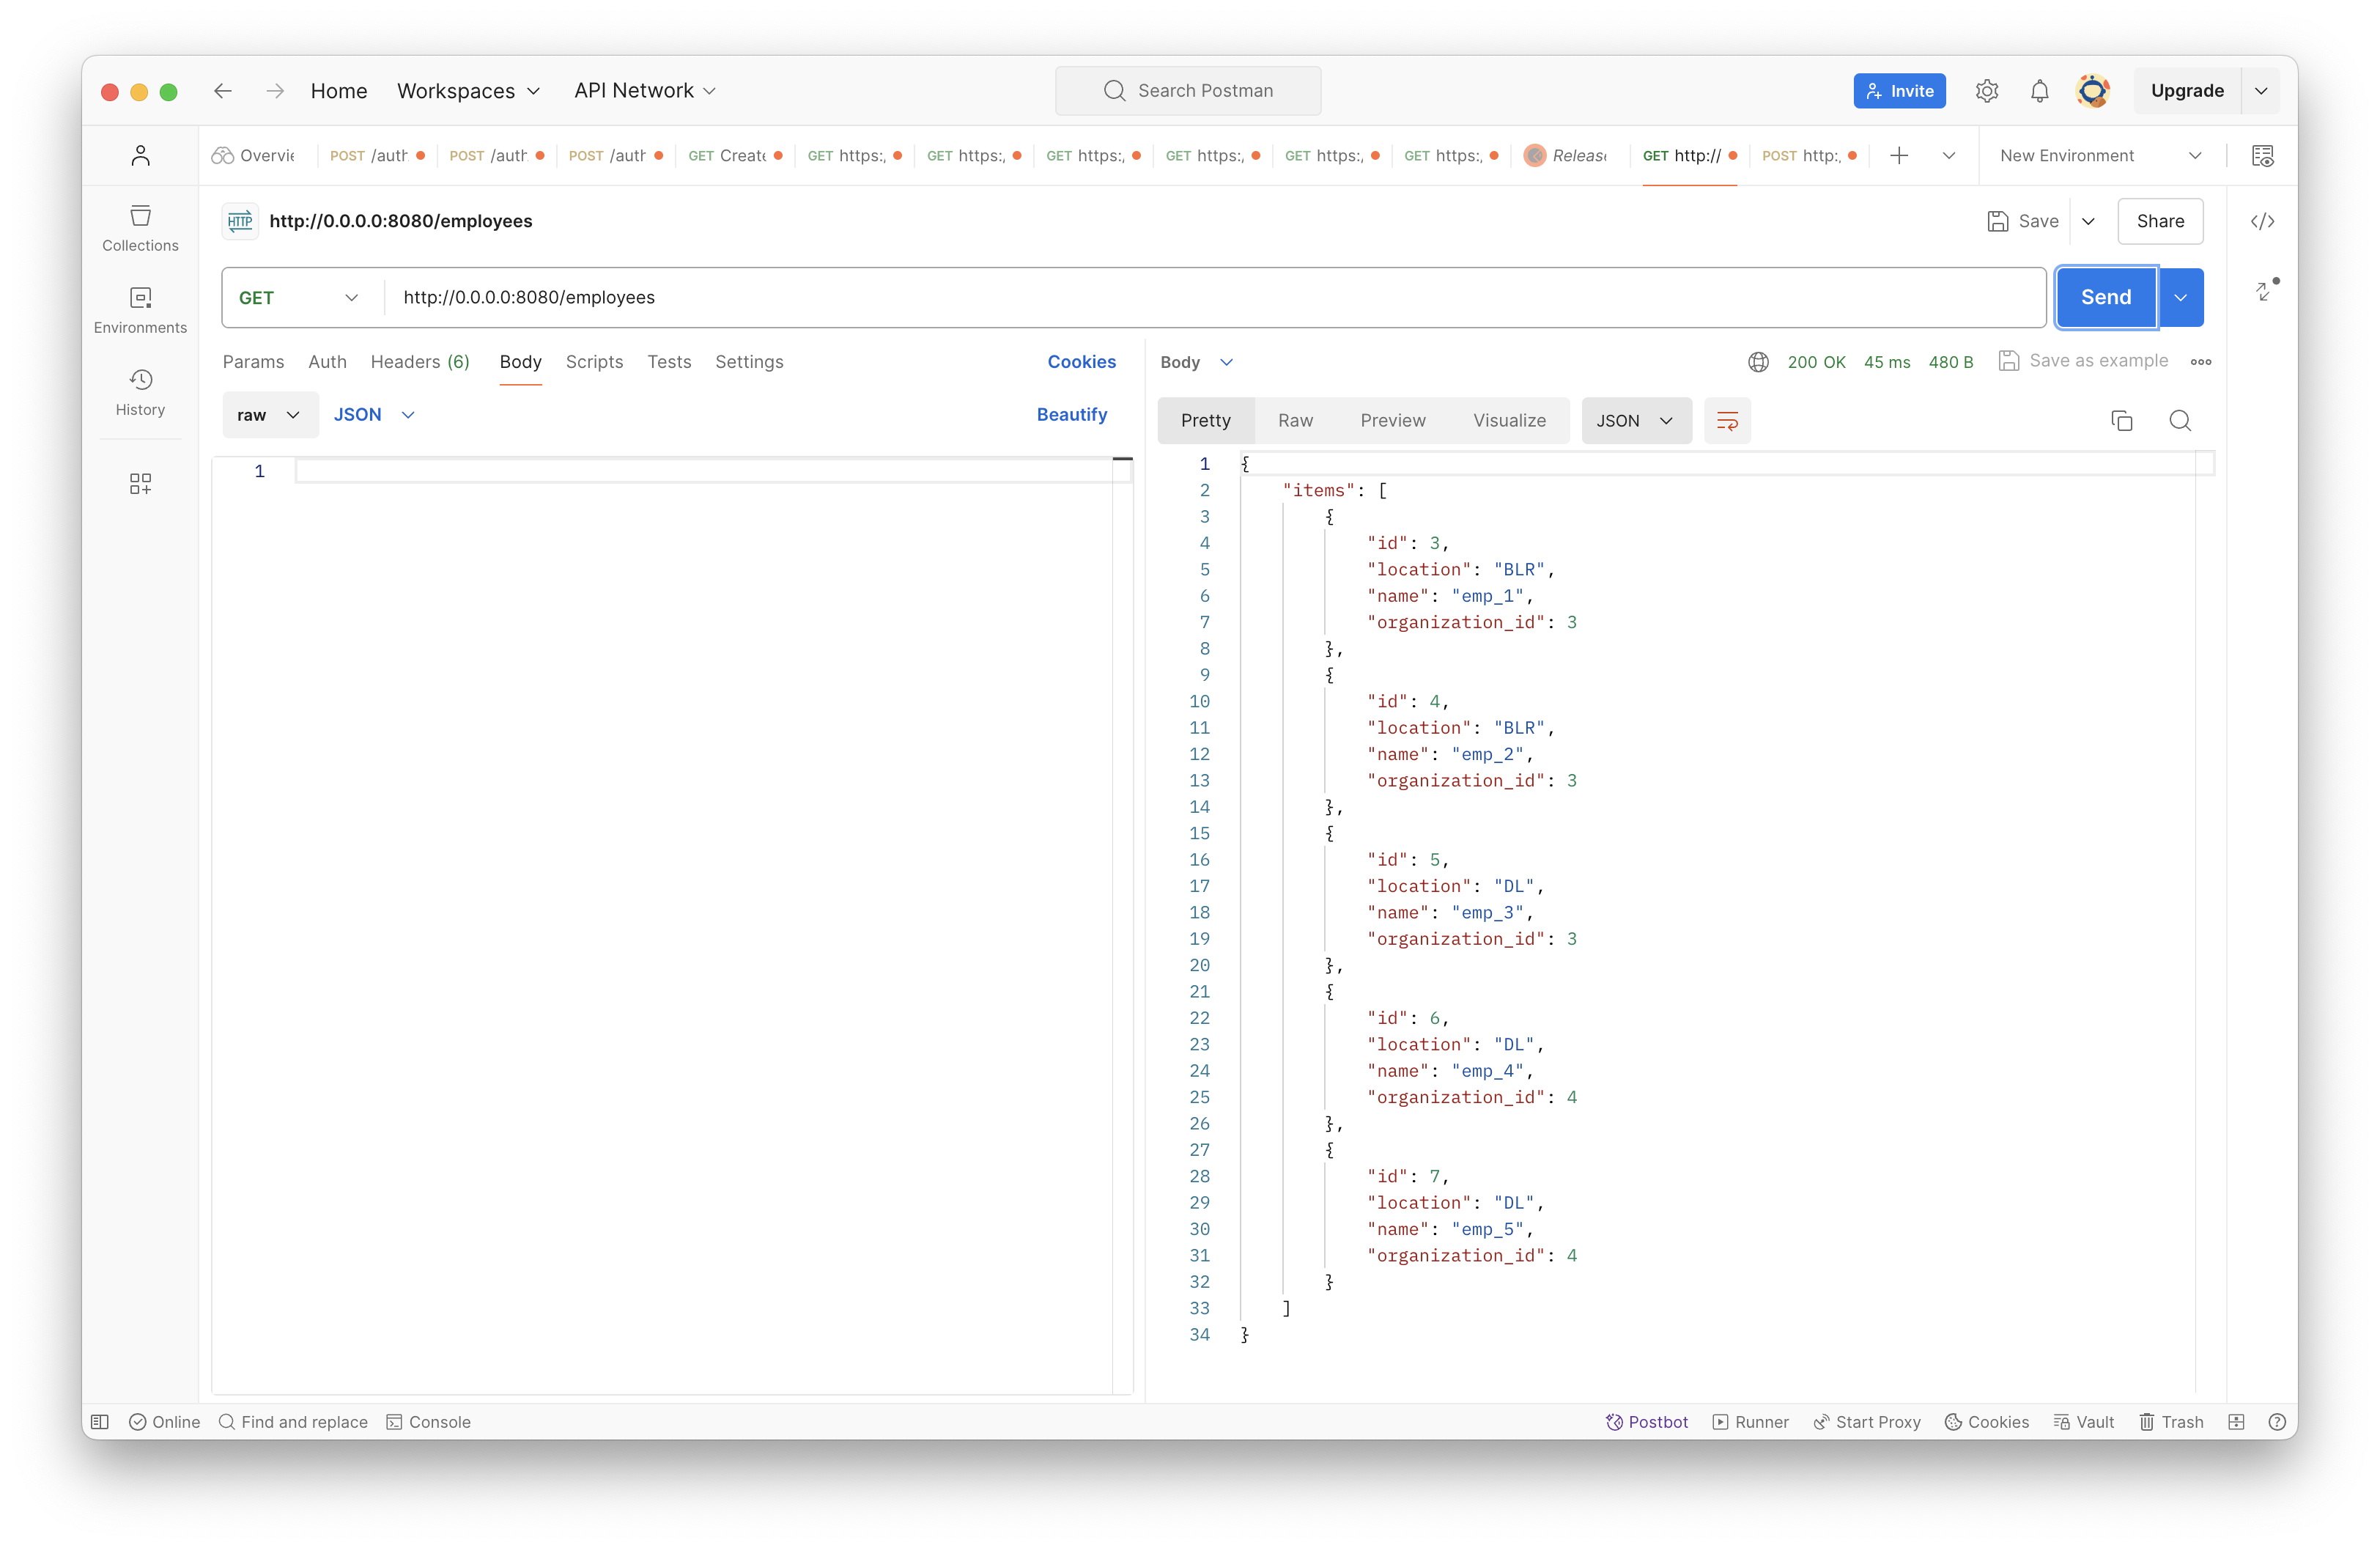 Home Workspaces API Network Search Postman Invite Upgrade
Overvie POST /auth POST /auth POST /auth GET Create GET https:/ GET https:/ GET https:/ GET https:/ GET https:/ GET https:/ Release GET http:// POST http:/ New Environment
HTTP http://0.0.0.0:8080/employees Save Share
Collections
GET http://0.0.0.0:8080/employees Send
Environments
Params Auth Headers (6) Body Scripts Tests Settings Cookies
Body 200 OK 45 ms 480 B Save as example
History
raw JSON Beautify
Pretty Raw Preview Visualize JSON
1
1 {
2 "items": [
3 {
4 "id": 3,
5 "location": "BLR",
6 "name": "emp_1",
7 "organization_id": 3
8 },
9 {
10 "id": 4,
11 "location": "BLR",
12 "name": "emp_2",
13 "organization_id": 3
14 },
15 {
16 "id": 5,
17 "location": "DL",
18 "name": "emp_3",
19 "organization_id": 3
20 },
21 {
22 "id": 6,
23 "location": "DL",
24 "name": "emp_4",
25 "organization_id": 4
26 },
27 {
28 "id": 7,
29 "location": "DL",
30 "name": "emp_5",
31 "organization_id": 4
32 }
33 ]
34 }
Online Find and replace Console Postbot Runner Start Proxy Cookies Vault Trash